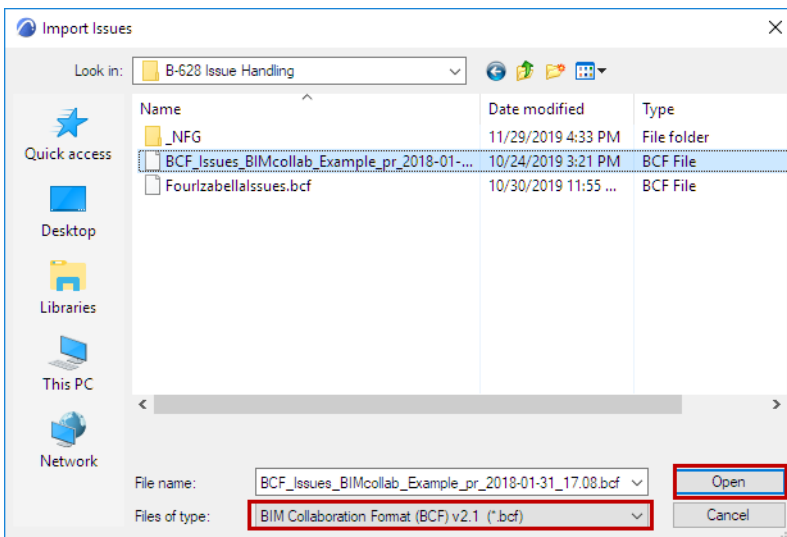 Import Issues
Look in: B-628 Issue Handling
Name Date modified Type
_NFG 11/29/2019 4:33 PM File folder
BCF_Issues_BIMcollab_Example_pr_2018-01-... 10/24/2019 3:21 PM BCF File
FourIzabellaIssues.bcf 10/30/2019 11:55 ... BCF File
Quick access
Desktop
Libraries
This PC
Network
File name: BCF_Issues_BIMcollab_Example_pr_2018-01-31_17.08.bcf Open
Files of type: BIM Collaboration Format (BCF) v2.1 (*.bcf) Cancel